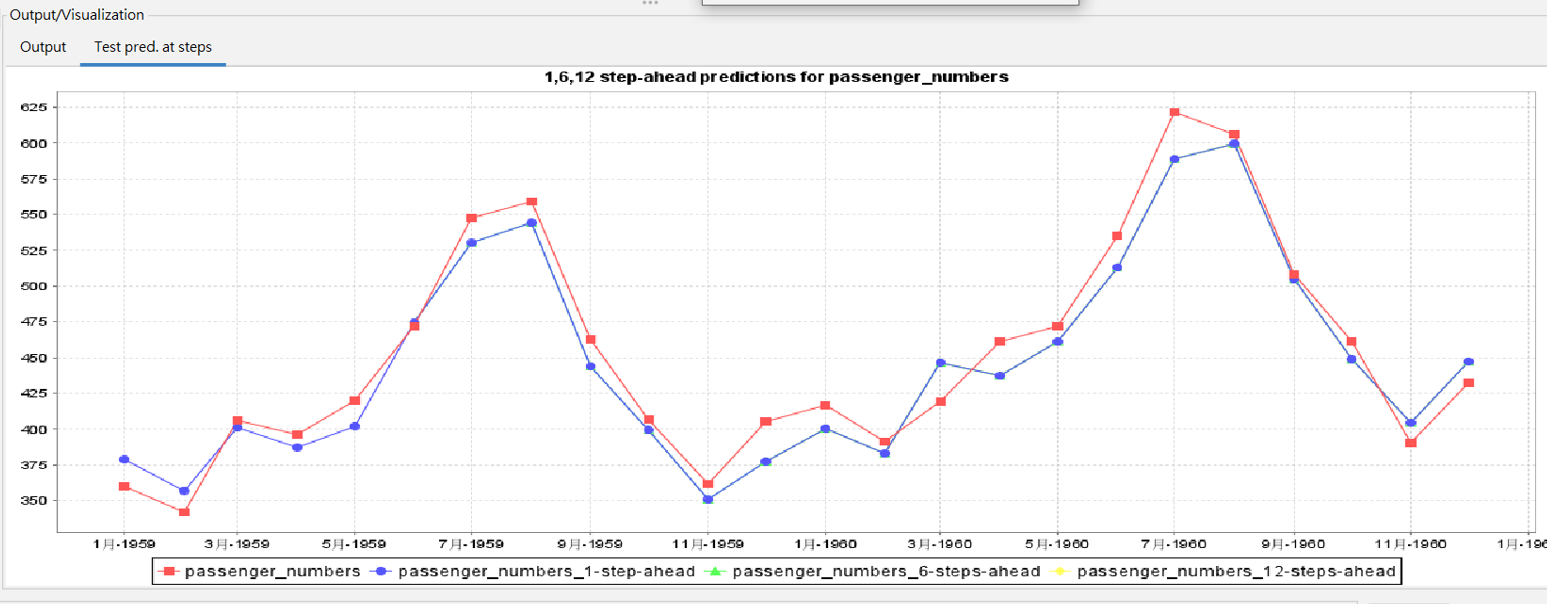 Output/Visualization
Output Test pred. at steps
1,6,12 step-ahead predictions for passenger_numbers
625
600
575
550
525
500
475
450
425
400
375
350
1月-1959 3月-1959 5月-1959 7月-1959 9月-1959 11月-1959 1月-1960 3月-1960 5月-1960 7月-1960 9月-1960 11月-1960 1月-196
passenger_numbers passenger_numbers_1-step-ahead passenger_numbers_6-steps-ahead passenger_numbers_12-steps-ahead